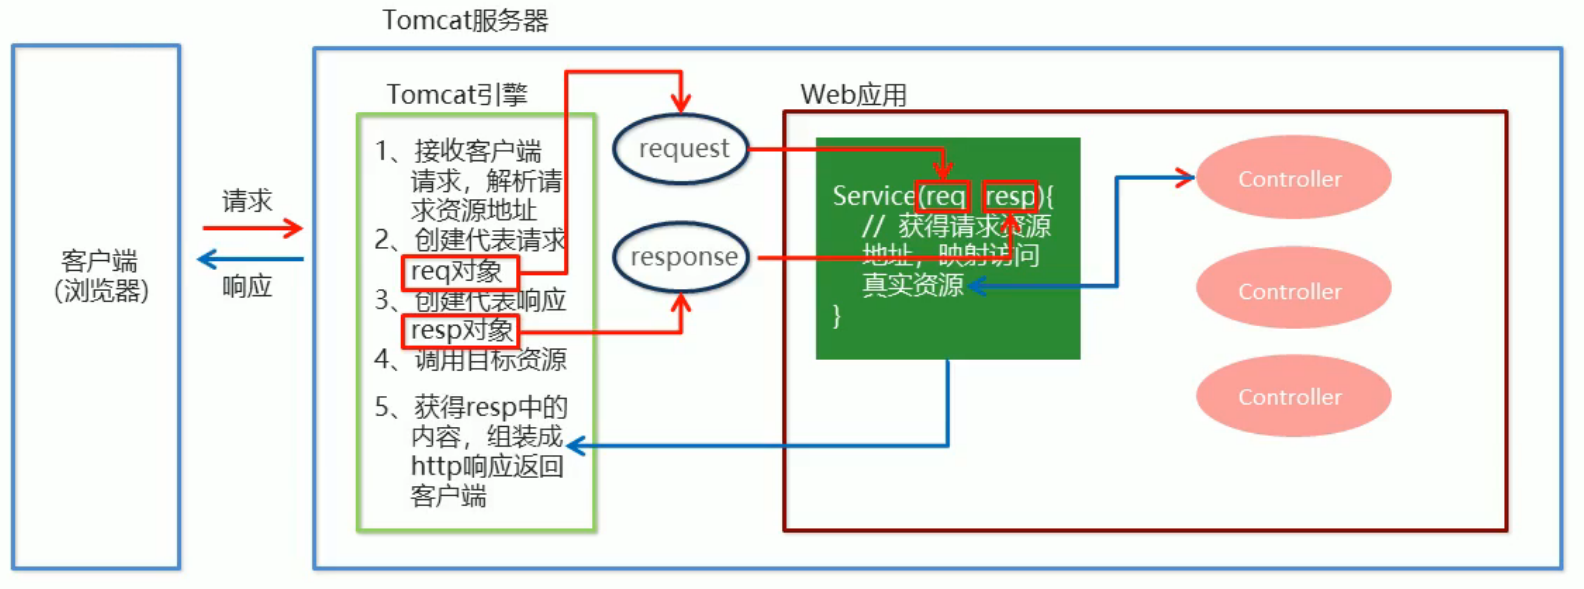 Tomcat服务器
客户端
(浏览器)
请求
响应
Tomcat引擎
1、接收客户端
请求，解析请
求资源地址
2、创建代表请求
req对象
3、创建代表响应
resp对象
4、调用目标资源
5、获得resp中的
内容，组装成
http响应返回
客户端
request
response
Web应用
Service(req resp){
// 获得请求资源
地址，映射访问
真实资源
}
Controller
Controller
Controller